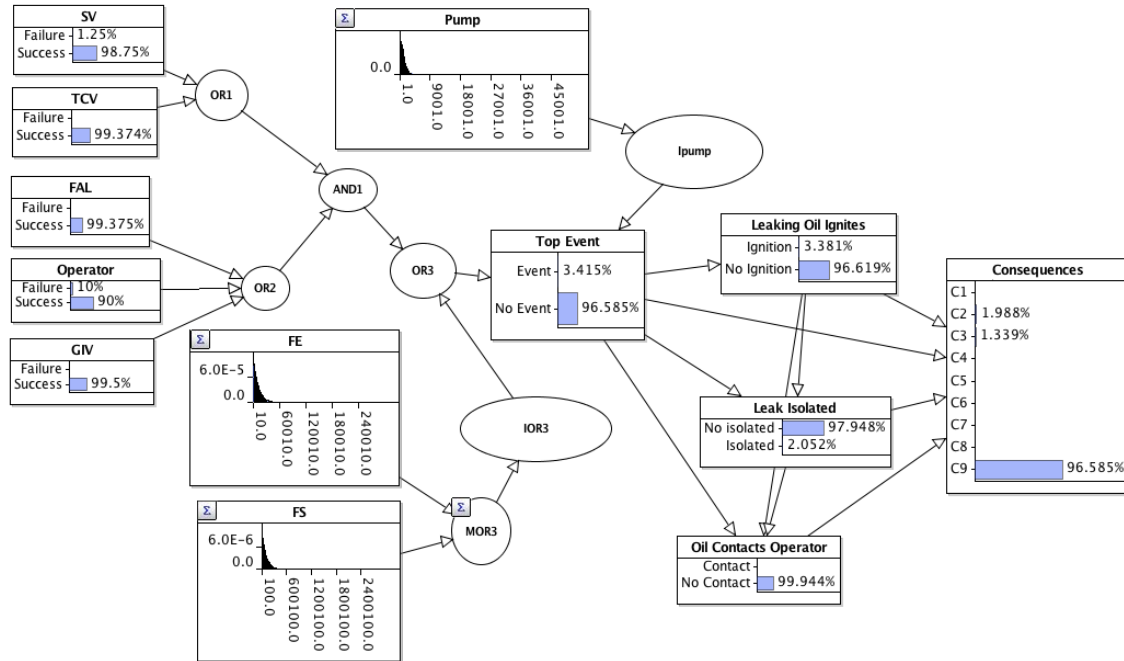 SV
Failure 1.25%
Success 98.75%
TCV
Failure
Success 99.374%
OR1
FAL
Failure
Success 99.375%
Operator
Failure 10%
Success 90%
GIV
Failure
Success 99.5%
OR2
AND1
OR3
Σ
Pump
0.0
1.0
9001.0
18001.0
27001.0
36001.0
45001.0
Ipump
Σ
FE
6.0E-5
0.0
10.0
60010.0
120010.0
180010.0
240010.0
Σ
FS
6.0E-6
0.0
100.0
600100.0
1200100.0
1800100.0
2400100.0
IOR3
Σ
MOR3
Top Event
Event 3.415%
No Event 96.585%
Leaking Oil Ignites
Ignition 3.381%
No Ignition 96.619%
Leak Isolated
No isolated 97.948%
Isolated 2.052%
Oil Contacts Operator
Contact
No Contact 99.944%
Consequences
C1
C2 1.988%
C3 1.339%
C4
C5
C6
C7
C8
C9 96.585%